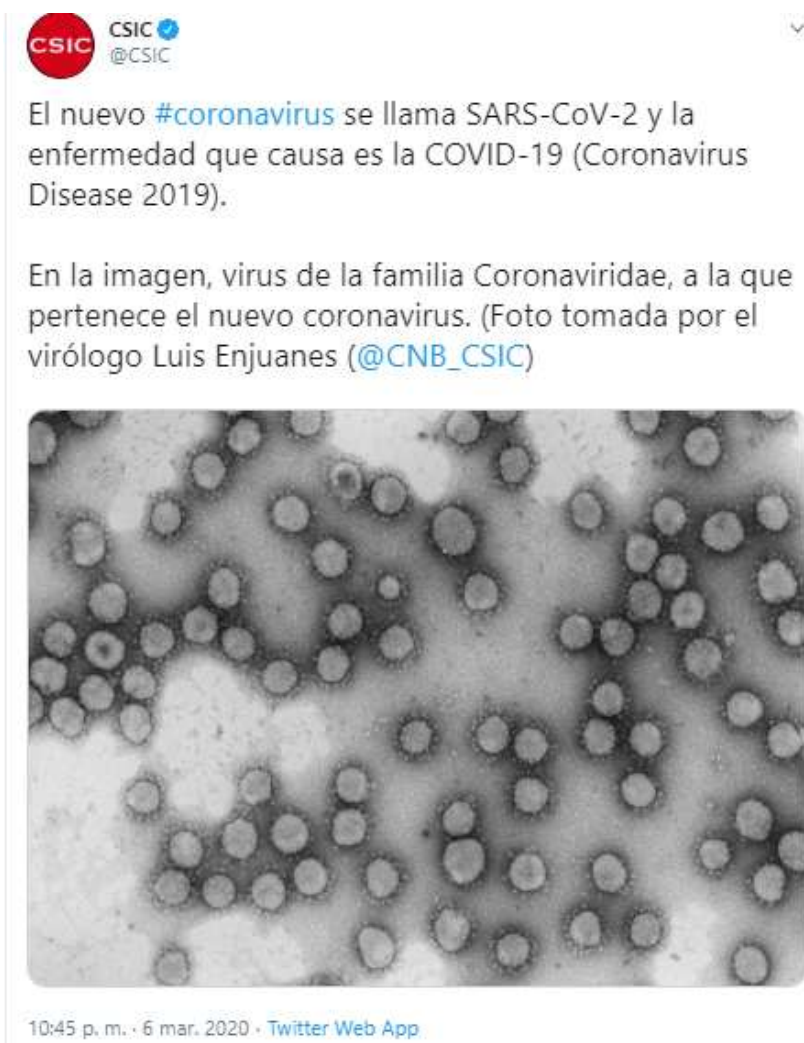 CSIC
CSIC
@CSIC
El nuevo #coronavirus se llama SARS-CoV-2 y la
enfermedad que causa es la COVID-19 (Coronavirus
Disease 2019).
En la imagen, virus de la familia Coronaviridae, a la que
pertenece el nuevo coronavirus. (Foto tomada por el
virólogo Luis Enjuanes (@CNB_CSIC)
10:45 p. m. · 6 mar. 2020 · Twitter Web App